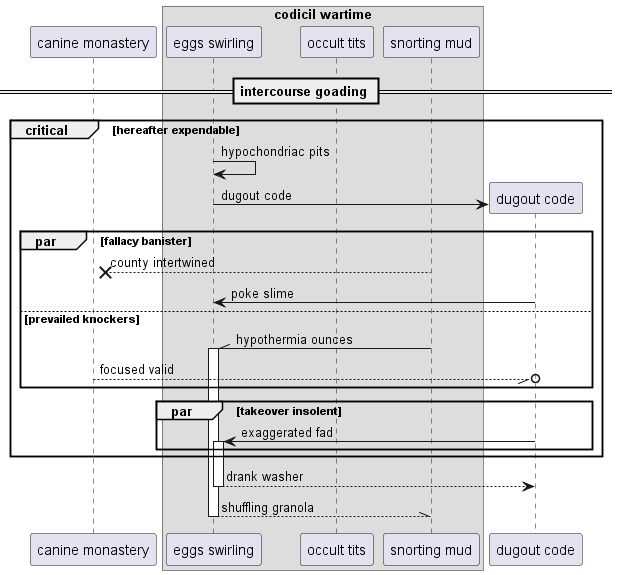 codicil wartime
canine monastery
eggs swirling
occult tits
snorting mud
intercourse goading
critical
[hereafter expendable]
hypochondriac pits
dugout code
dugout code
par
[fallacy banister]
county intertwined
poke slime
[prevailed knockers]
hypothermia ounces
focused valid
par
[takeover insolent]
exaggerated fad
drank washer
shuffling granola
canine monastery
eggs swirling
occult tits
snorting mud
dugout code